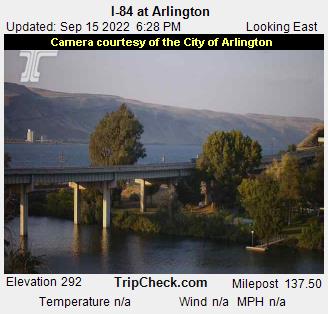 I-84 at Arlington
Updated: Sep 15 2022 6:28 PM Looking East
Camera courtesy of the City of Arlington
Elevation 292 TripCheck.com Milepost 137.50
Temperature n/a Wind n/a MPH n/a